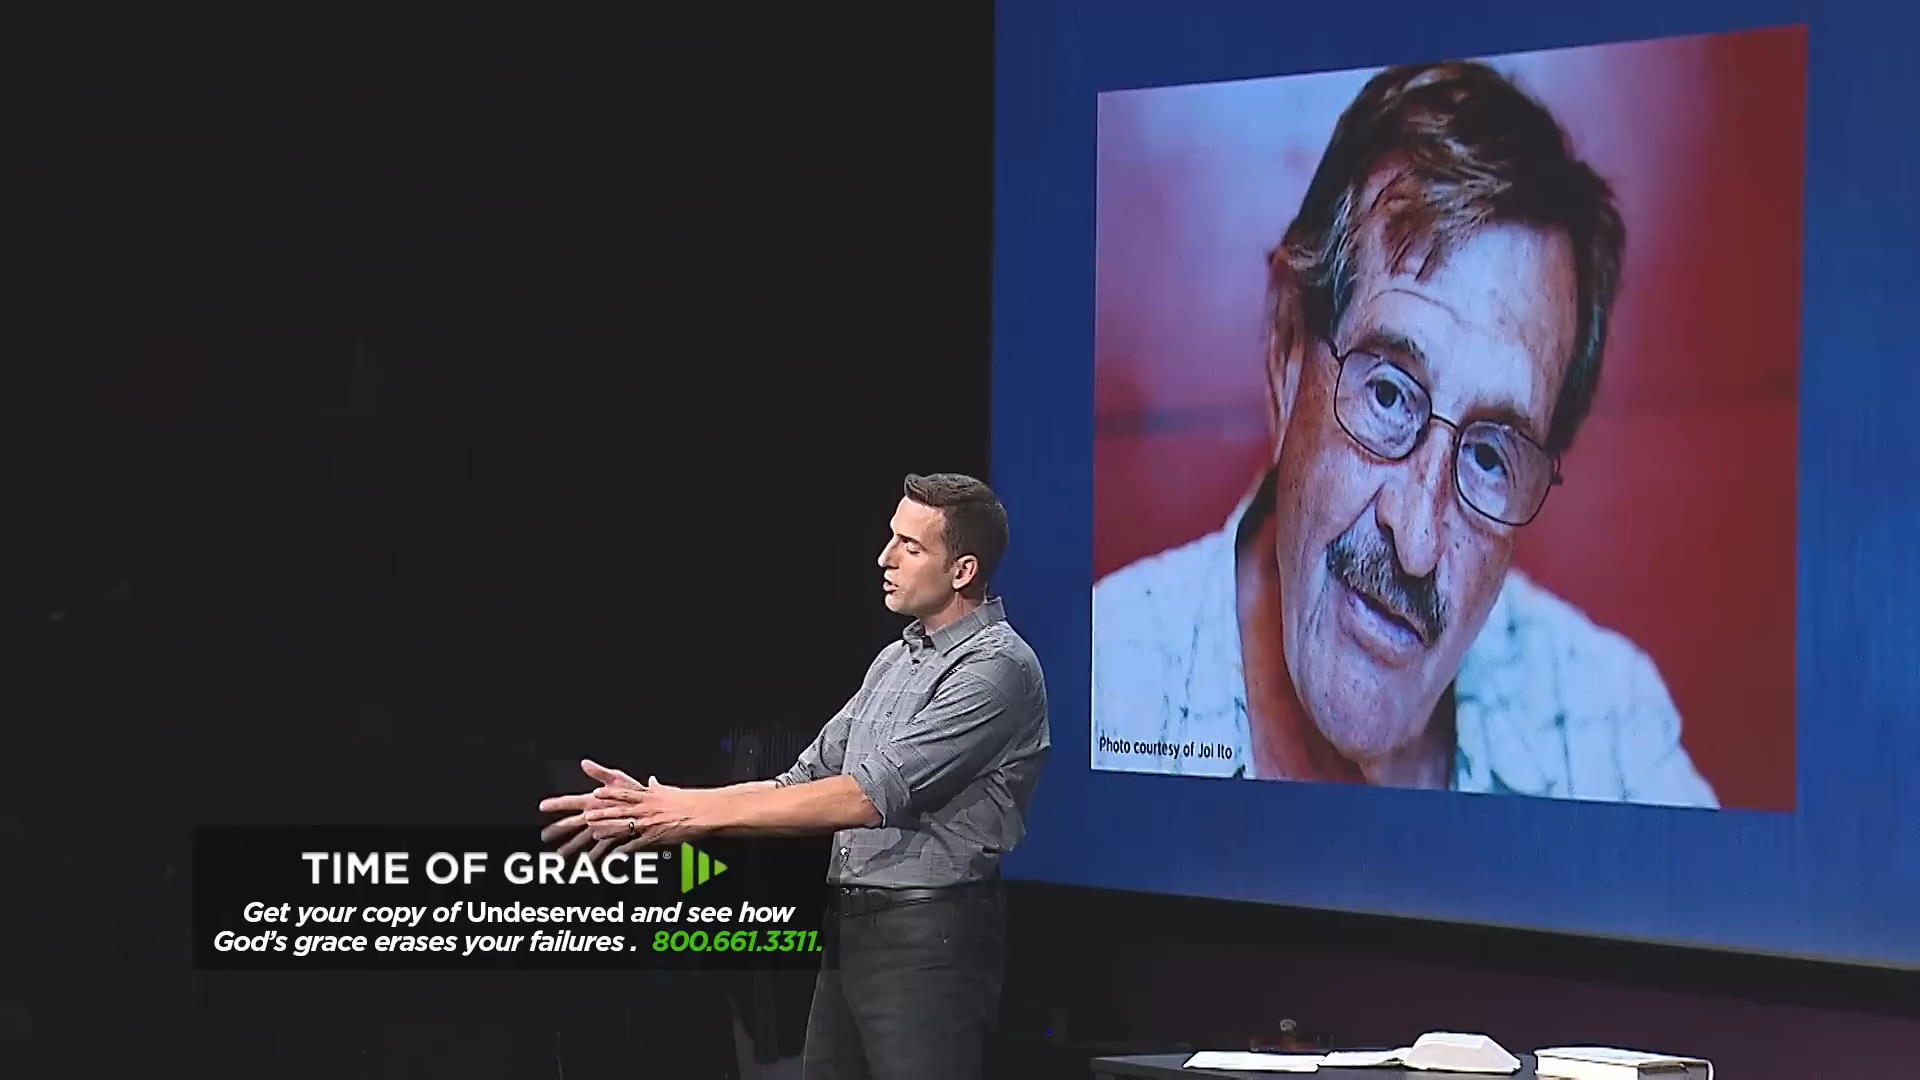 Photo courtesy of Joi Ito
TIME OF GRACE®
Get your copy of Undeserved and see how
God's grace erases your failures . 800.661.3311.